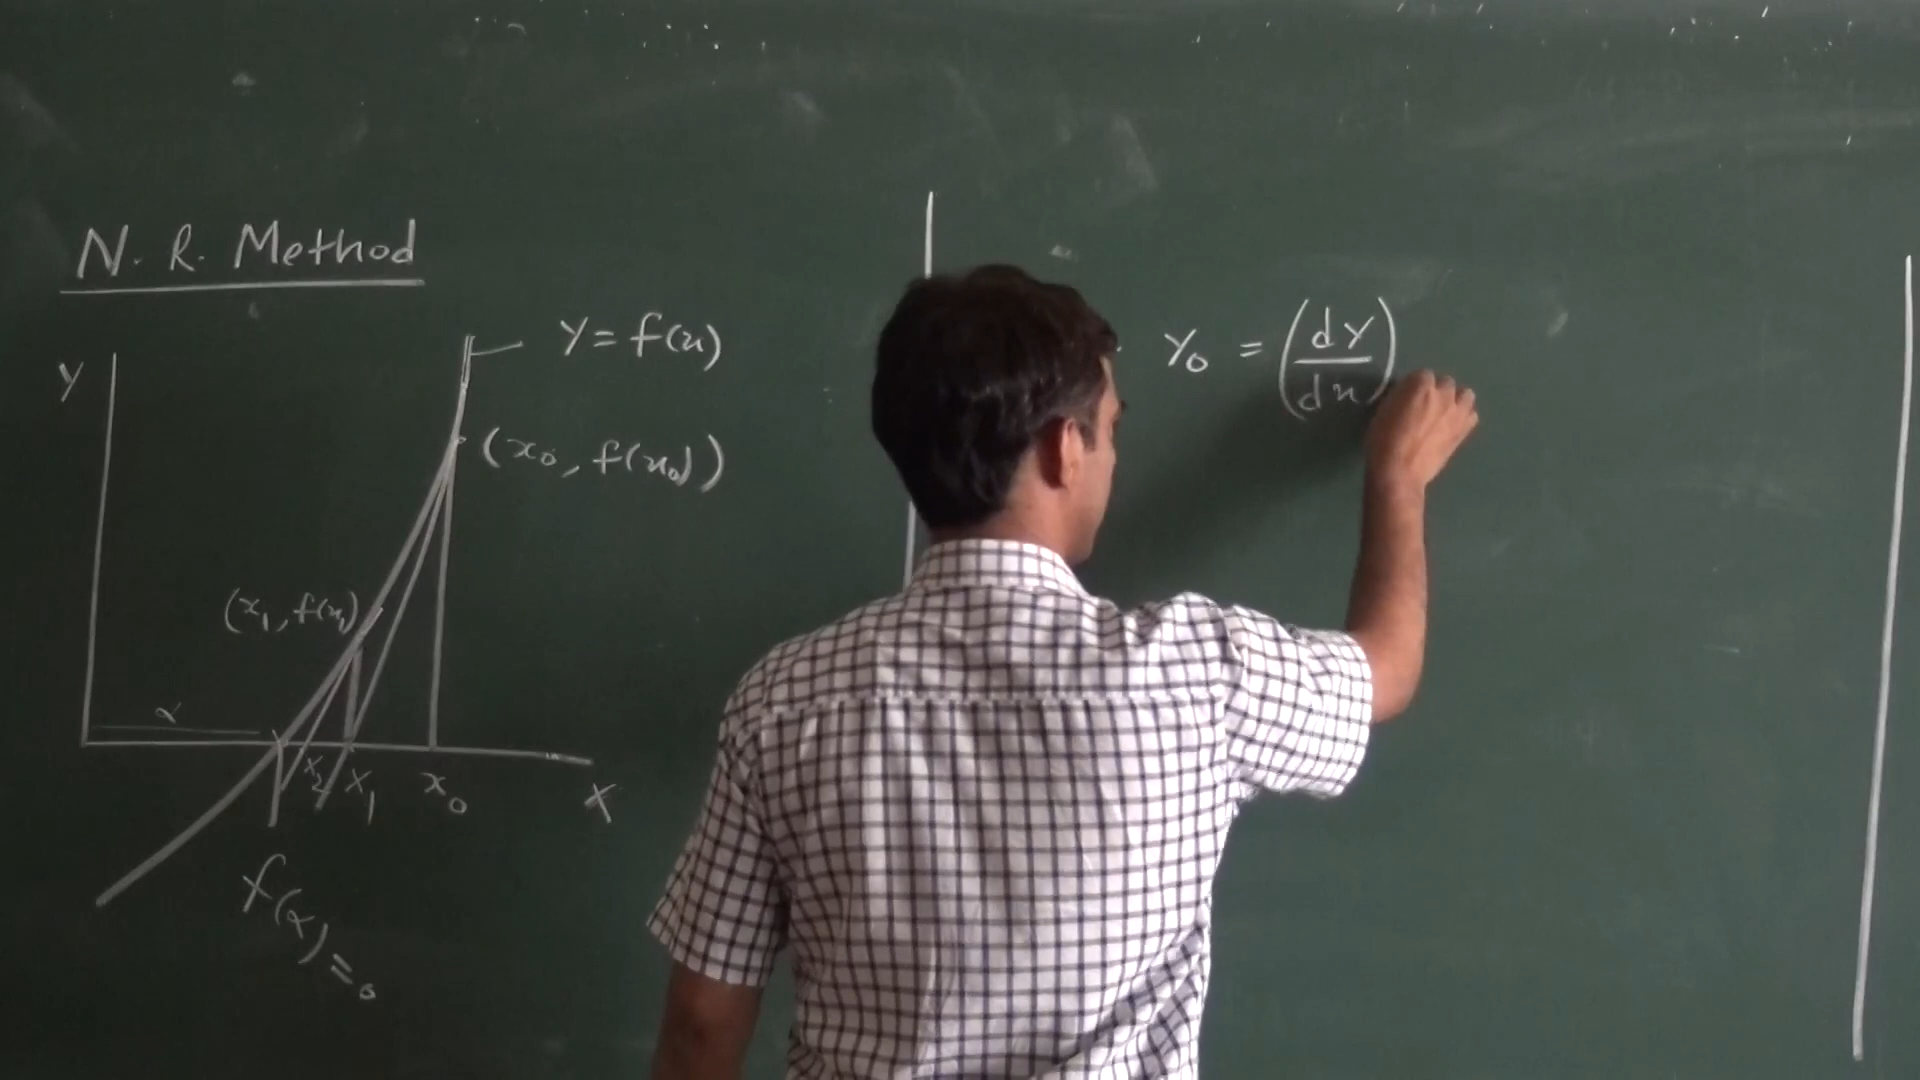 N. R. Method
Y
Y = f(x)
(x₀, f(x₀))
(x₁, f(x₁)
α
x₂ x₁ x₀ X
f(α) = 0
Y₀ = (dY/dx)